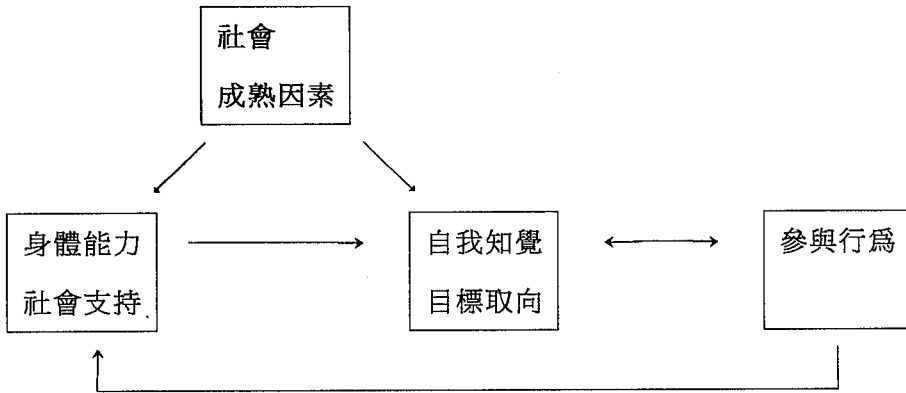 社會
成熟因素
身體能力
社會支持
自我知覺
目標取向
參與行爲